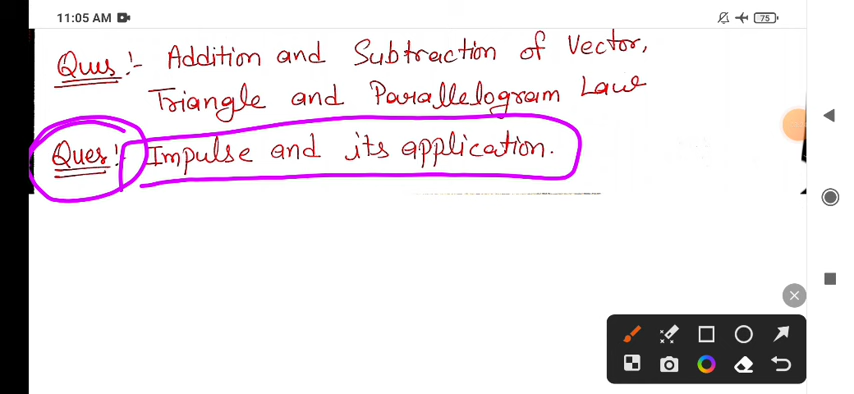 11:05 AM
75
Ques :- Addition and Subtraction of Vector,
Triangle and Parallelogram Law
Ques :- Impulse and its application.